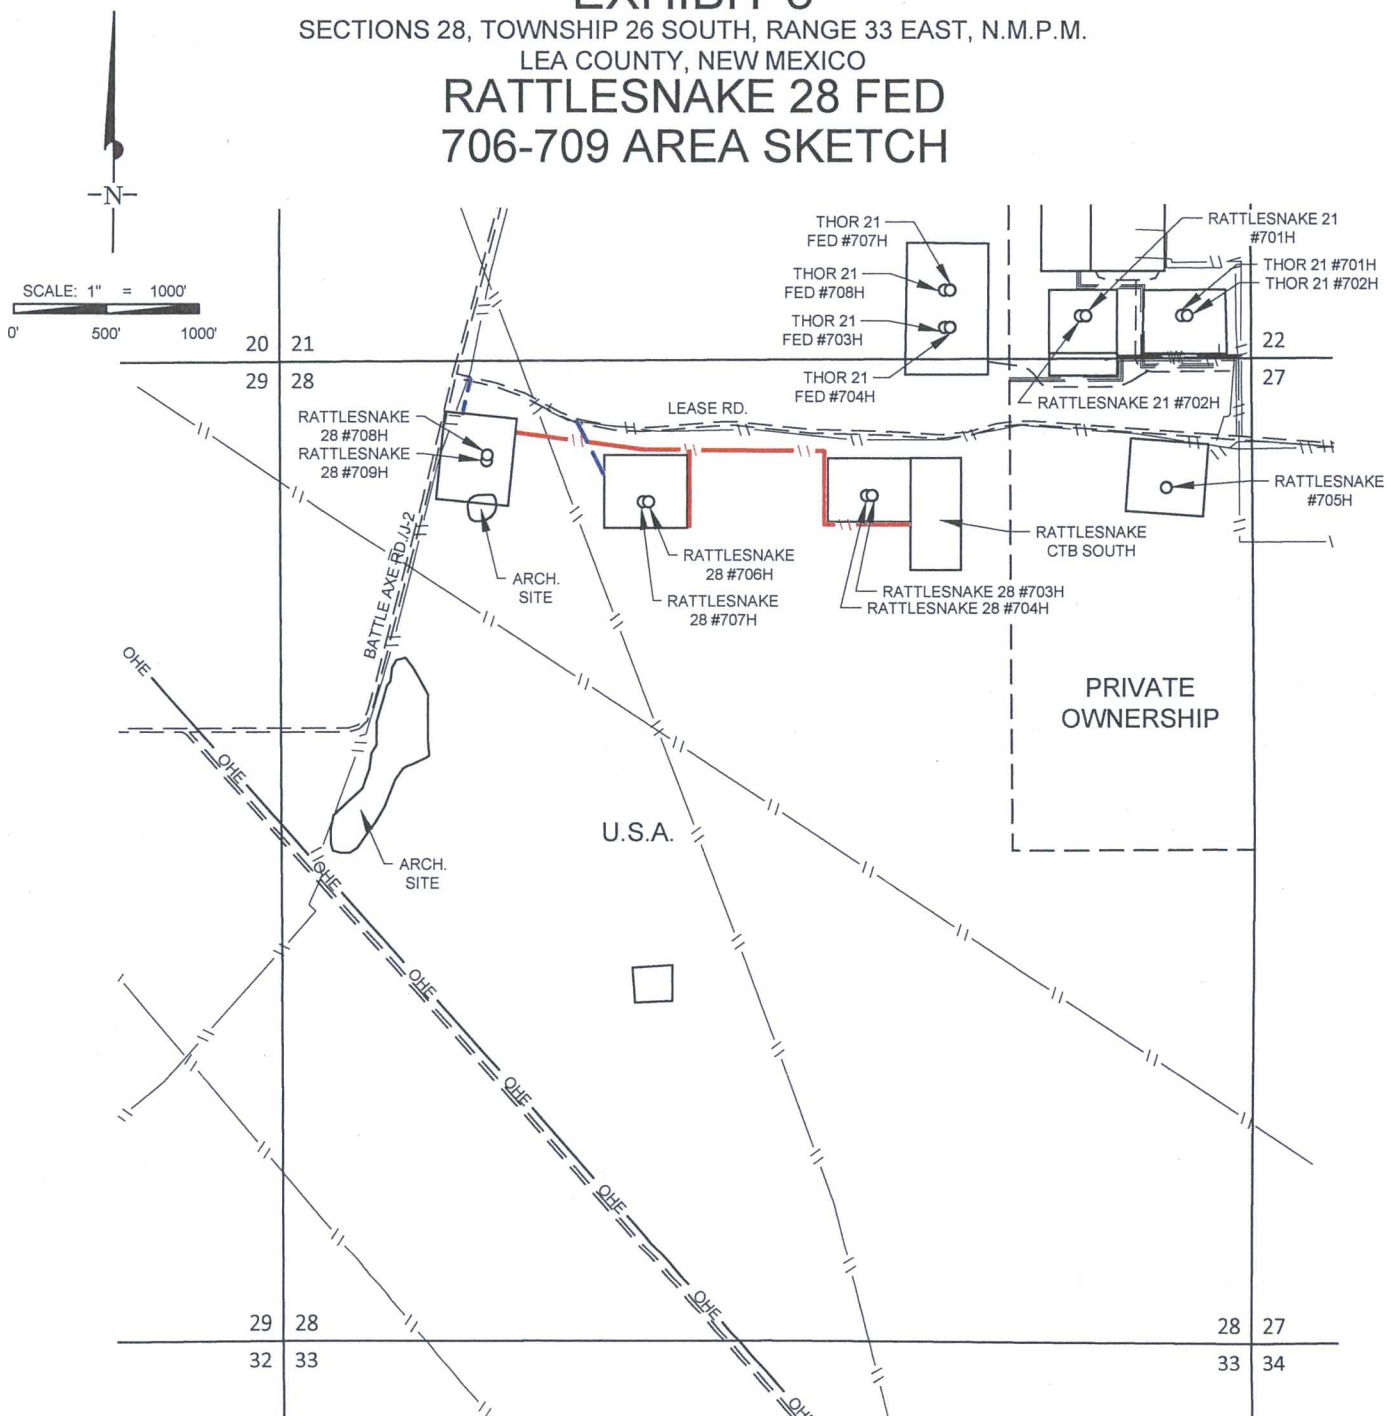 SECTIONS 28, TOWNSHIP 26 SOUTH, RANGE 33 EAST, N.M.P.M.
LEA COUNTY, NEW MEXICO
RATTLESNAKE 28 FED
706-709 AREA SKETCH
N
SCALE: 1" = 1000'
0' 500' 1000'
THOR 21
FED #707H
THOR 21
FED #708H
THOR 21
FED #703H
THOR 21
FED #704H
RATTLESNAKE 21
#701H
THOR 21 #701H
THOR 21 #702H
20 21
29 28
22
27
RATTLESNAKE 21 #702H
LEASE RD.
RATTLESNAKE
28 #708H
RATTLESNAKE
28 #709H
RATTLESNAKE
#705H
RATTLESNAKE
CTB SOUTH
RATTLESNAKE
28 #706H
RATTLESNAKE
28 #707H
RATTLESNAKE 28 #703H
RATTLESNAKE 28 #704H
ARCH.
SITE
BATTLE AXE RD./J-2
PRIVATE
OWNERSHIP
U.S.A.
ARCH.
SITE
OHE
OHE
OHE
OHE
OHE
OHE
OHE
29 28
32 33
28 27
33 34